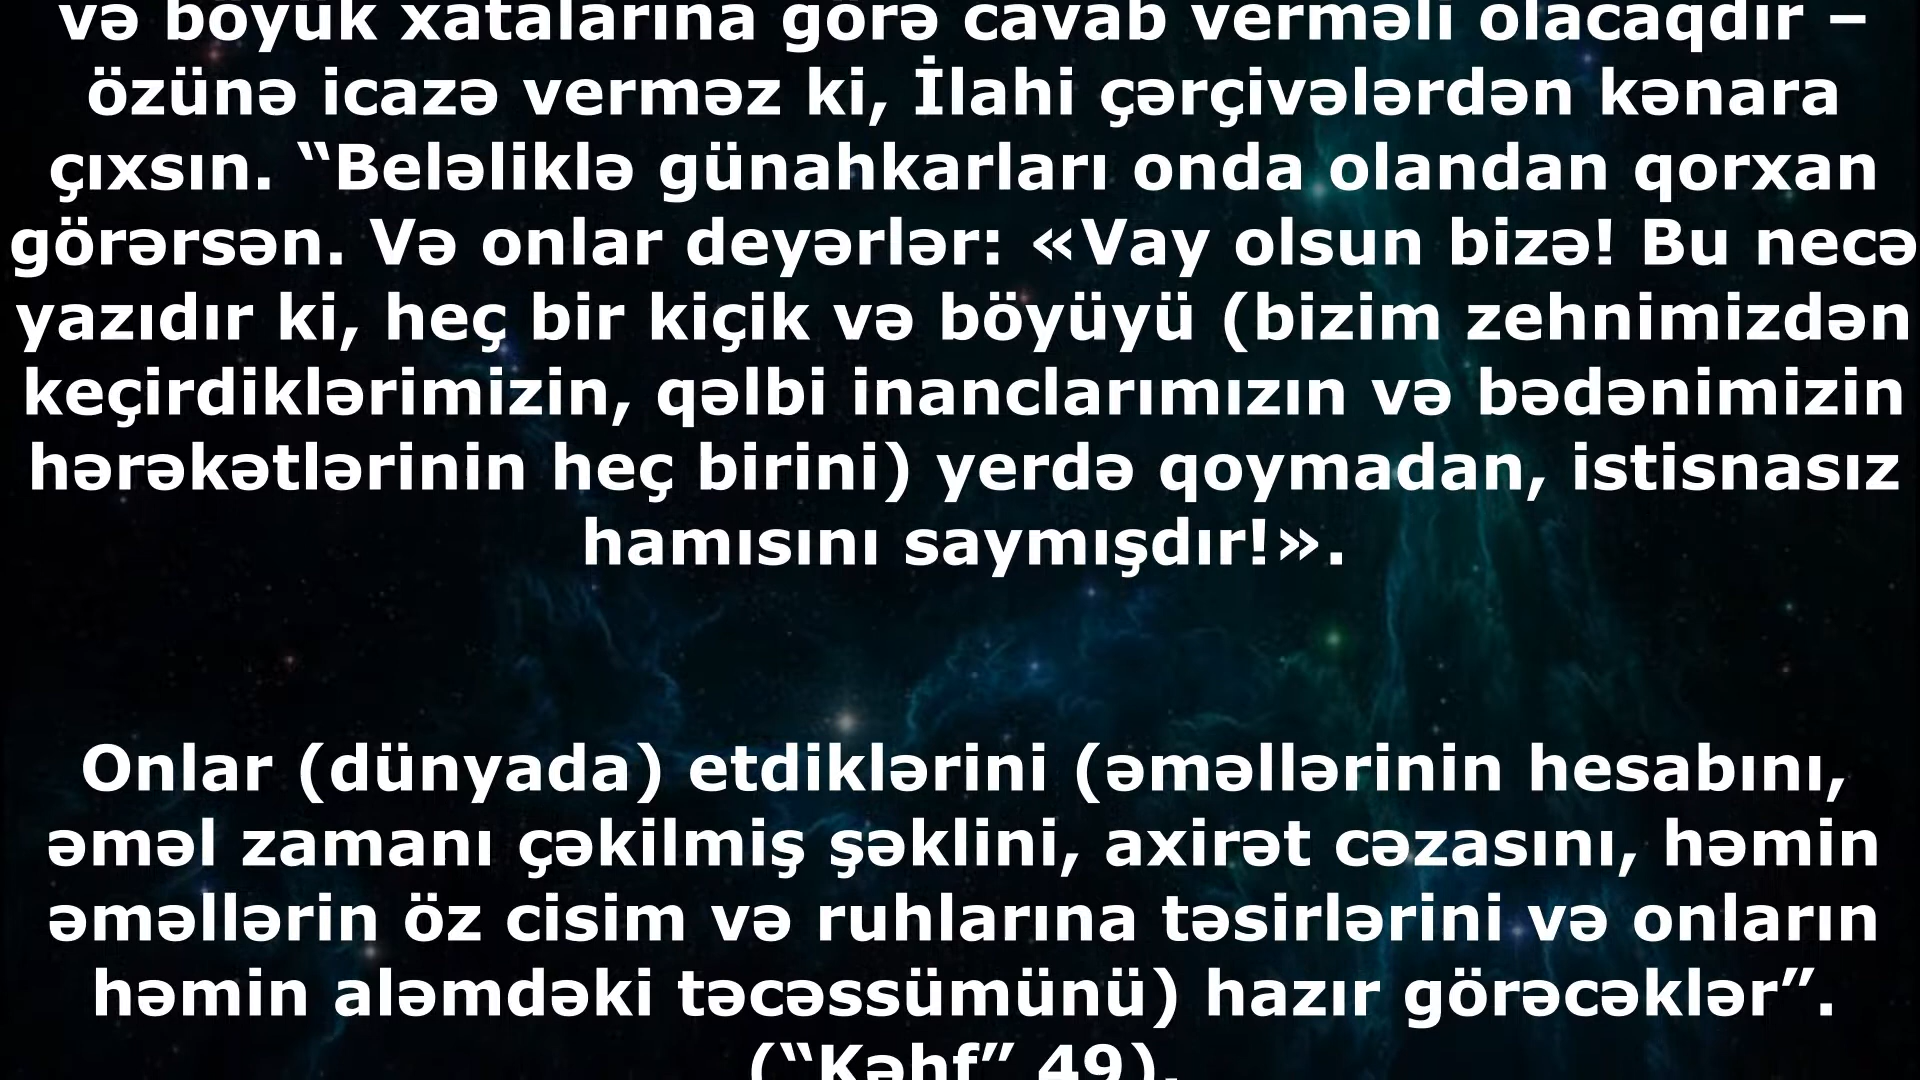 və böyük xətalarına görə cavab verməli olacaqdır –
özünə icazə verməz ki, İlahi çərçivələrdən kənara
çıxsın. “Beləliklə günahkarları onda olandan qorxan
görərsən. Və onlar deyərlər: «Vay olsun bizə! Bu necə
yazıdır ki, heç bir kiçik və böyüyü (bizim zehnimizdən
keçirdiklərimizin, qəlbi inanclarımızın və bədənimizin
hərəkətlərinin heç birini) yerdə qoymadan, istisnasız
hamısını saymışdır!».
Onlar (dünyada) etdiklərini (əməllərinin hesabını,
əməl zamanı çəkilmiş şəklini, axirət cəzasını, həmin
əməllərin öz cisim və ruhlarına təsirlərini və onların
həmin aləmdəki təcəssümünü) hazır görəcəklər”.
(“Kəhf” 49).